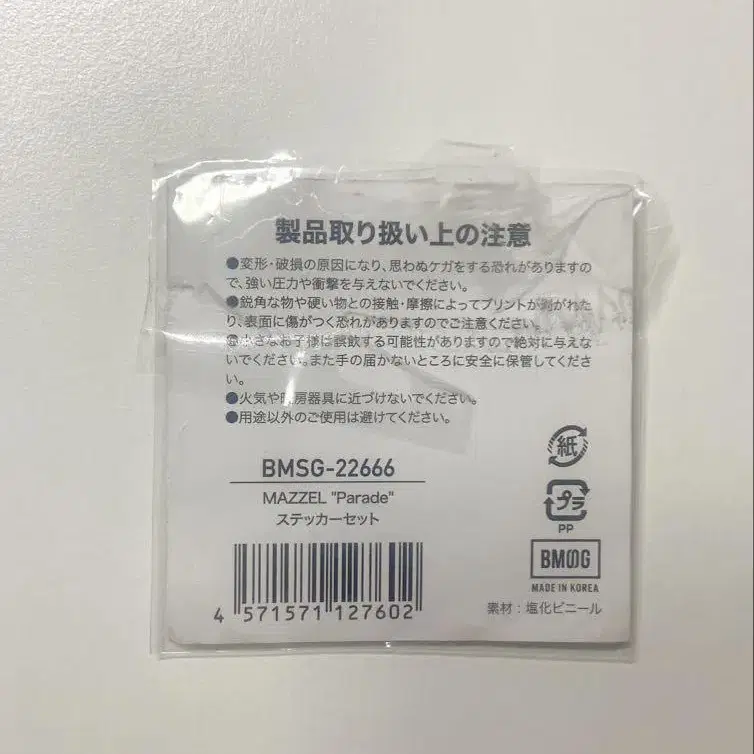 製品取り扱い上の注意
●変形・破損の原因になり、思わぬケガをする恐れがありますの
で、強い圧力や衝撃を与えないでください。
●鋭角な物や硬い物との接触・摩擦によってプリントが剥がれた
り、表面に傷がつく恐れがありますのでご注意ください。
●小さなお子様は誤飲する可能性がありますので絶対に与えな
いでください。また手の届かないところに安全に保管してくださ
い。
●火気や暖房器具に近づけないでください。
●用途以外のご使用は避けてください。
紙
プラ
PP
BMSG-22666
MAZZEL "Parade"
ステッカーセット
BMSG
MADE IN KOREA
4 571571 127602
素材：塩化ビニール